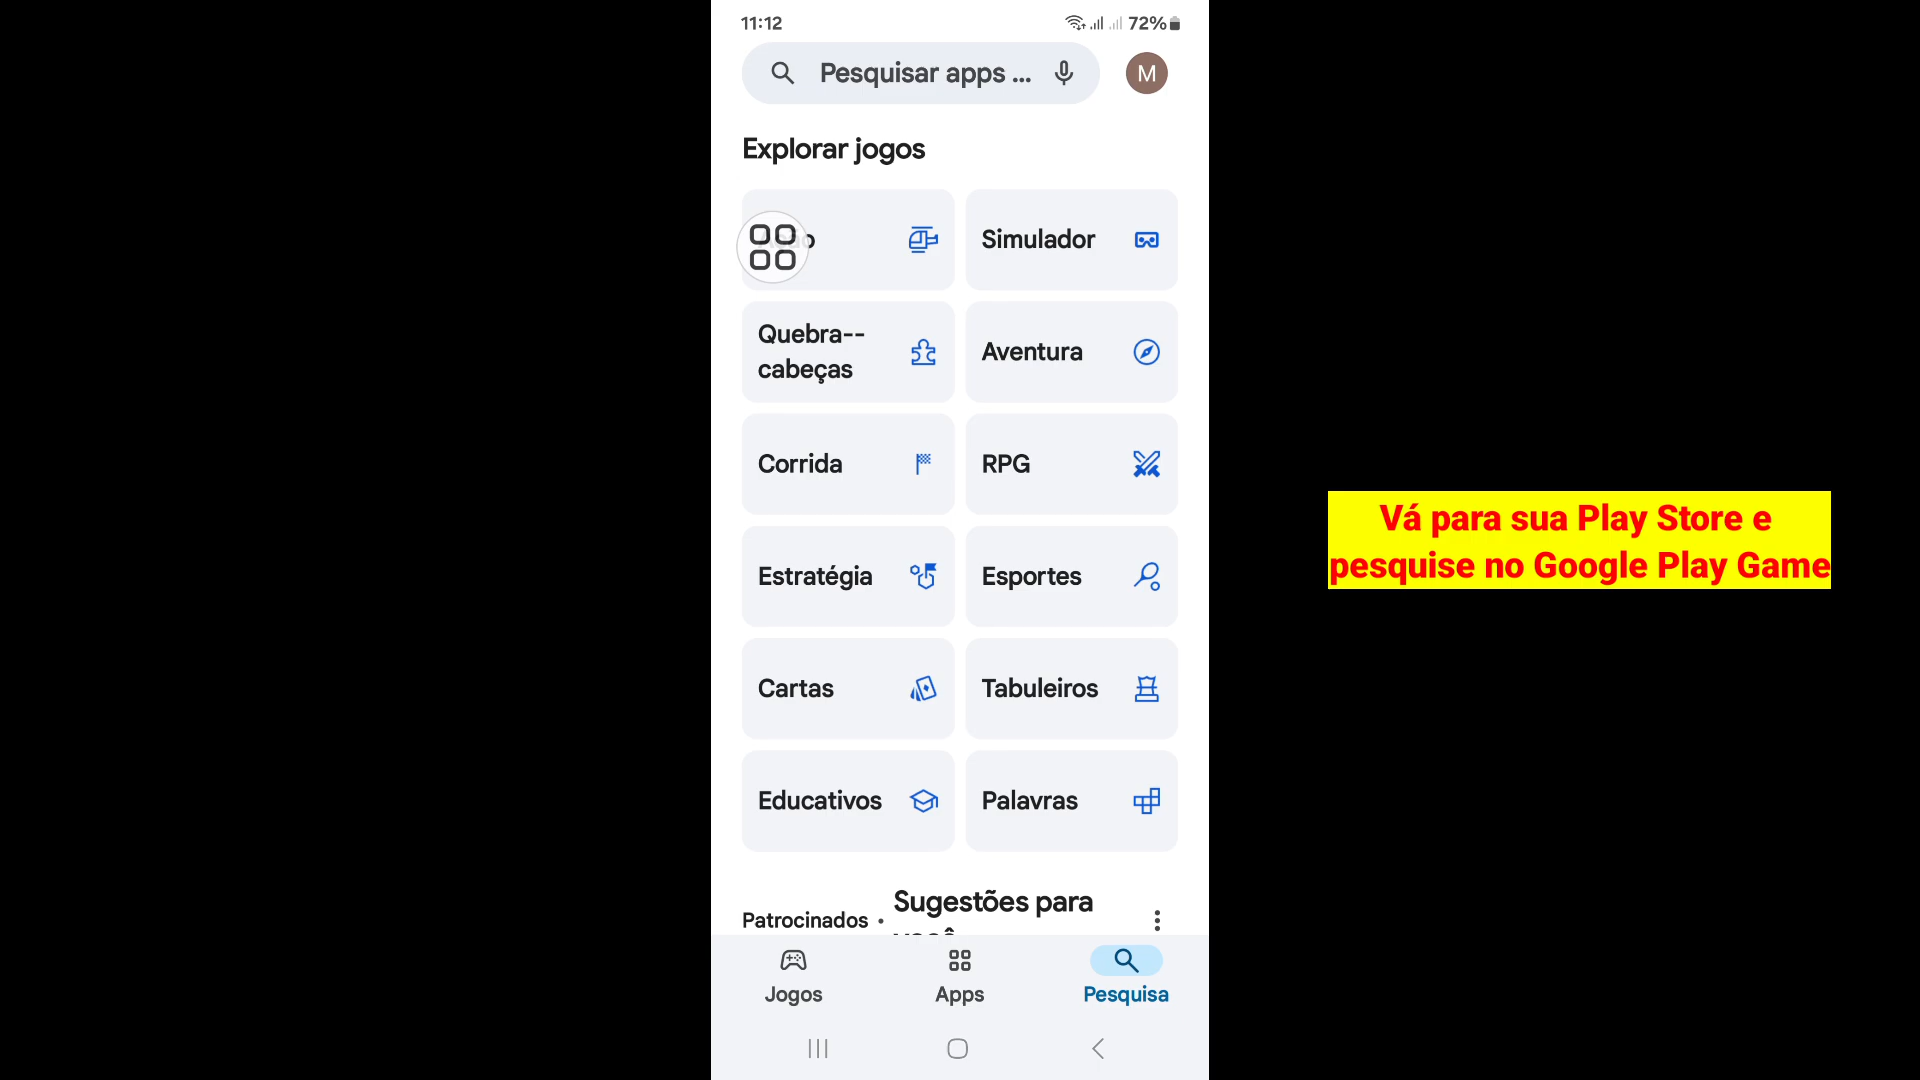 11:12
72%
Pesquisar apps ...
M
Explorar jogos
Simulador
Quebra--
cabeças
Aventura
Corrida
RPG
Estratégia
Esportes
Cartas
Tabuleiros
Educativos
Palavras
Patrocinados •
Sugestões para
Jogos
Apps
Pesquisa
Vá para sua Play Store e
pesquise no Google Play Game